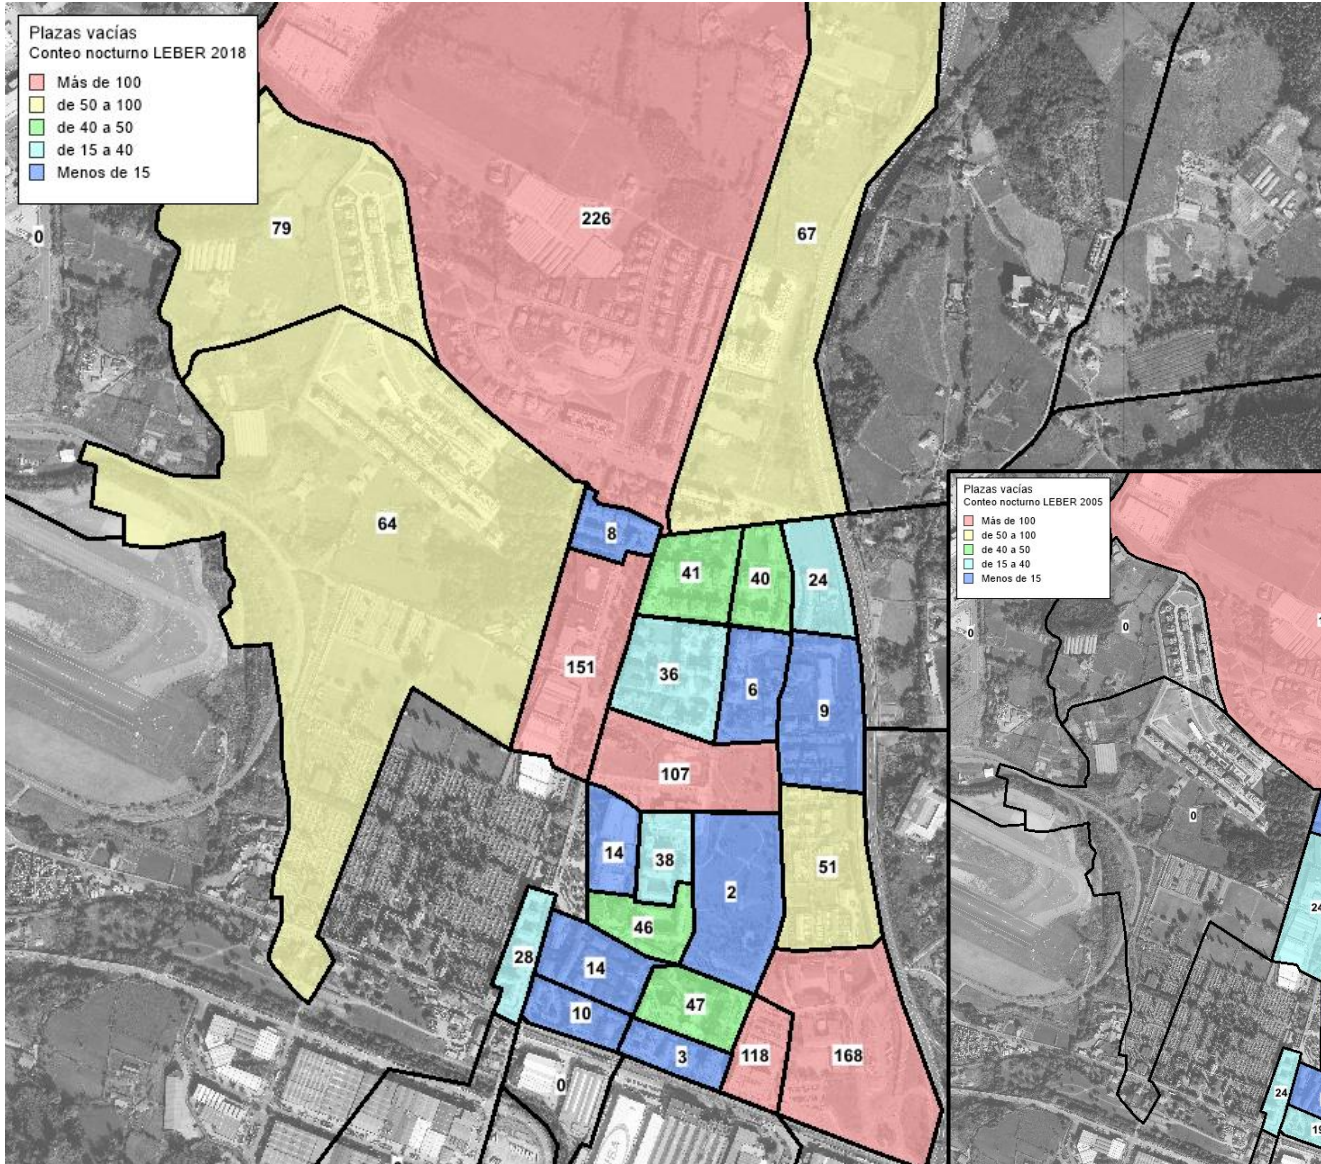 Plazas vacías
Conteo nocturno LEBER 2018
Más de 100
de 50 a 100
de 40 a 50
de 15 a 40
Menos de 15
0
79
226
67
64
8
41
40
24
151
36
6
9
107
14
38
2
51
46
28
14
10
47
3
118
168
0
Plazas vacías
Conteo nocturno LEBER 2005
Más de 100
de 50 a 100
de 40 a 50
de 15 a 40
Menos de 15
0
0
0
24
24
19